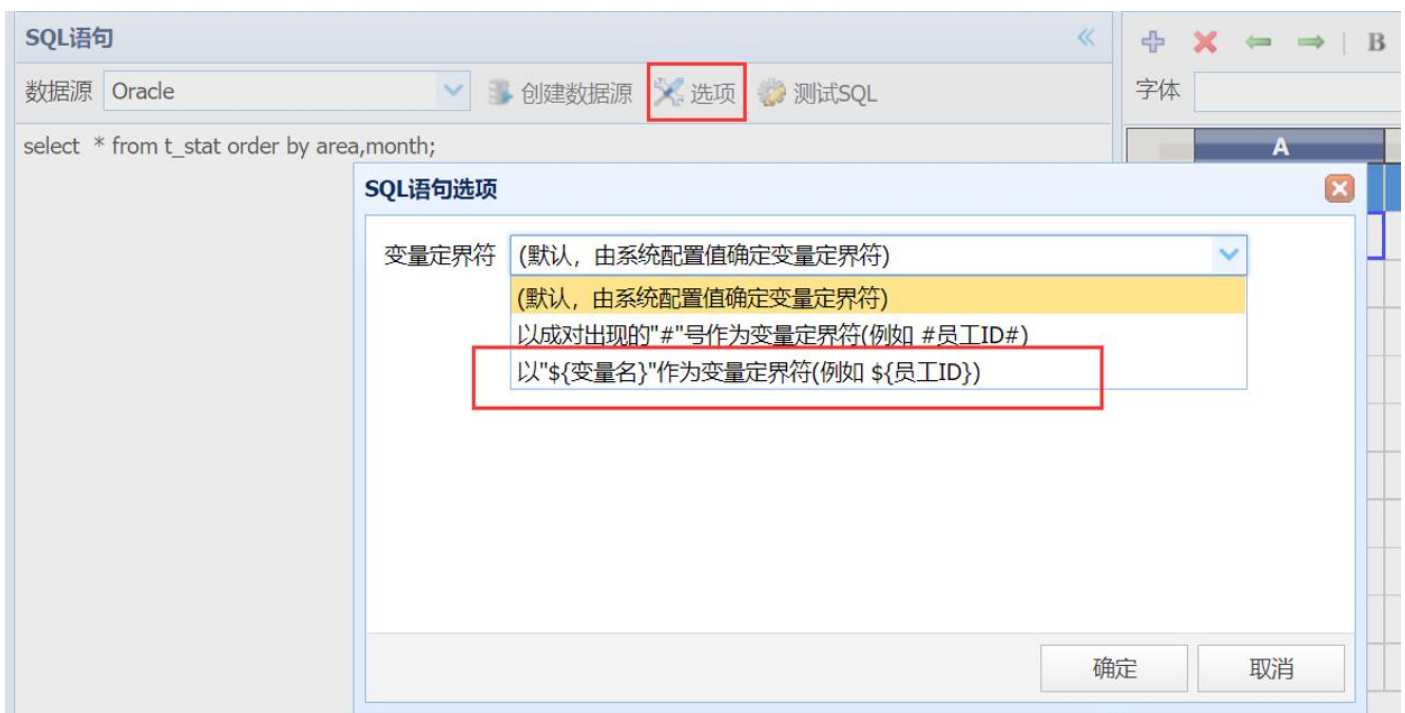 SQL语句
B
数据源 Oracle 创建数据源 选项 测试SQL
字体
select * from t_stat order by area,month;
A
SQL语句选项
变量定界符 (默认，由系统配置值确定变量定界符)
(默认，由系统配置值确定变量定界符)
以成对出现的"#"号作为变量定界符(例如 #员工ID#)
以"${变量名}"作为变量定界符(例如 ${员工ID})
确定 取消